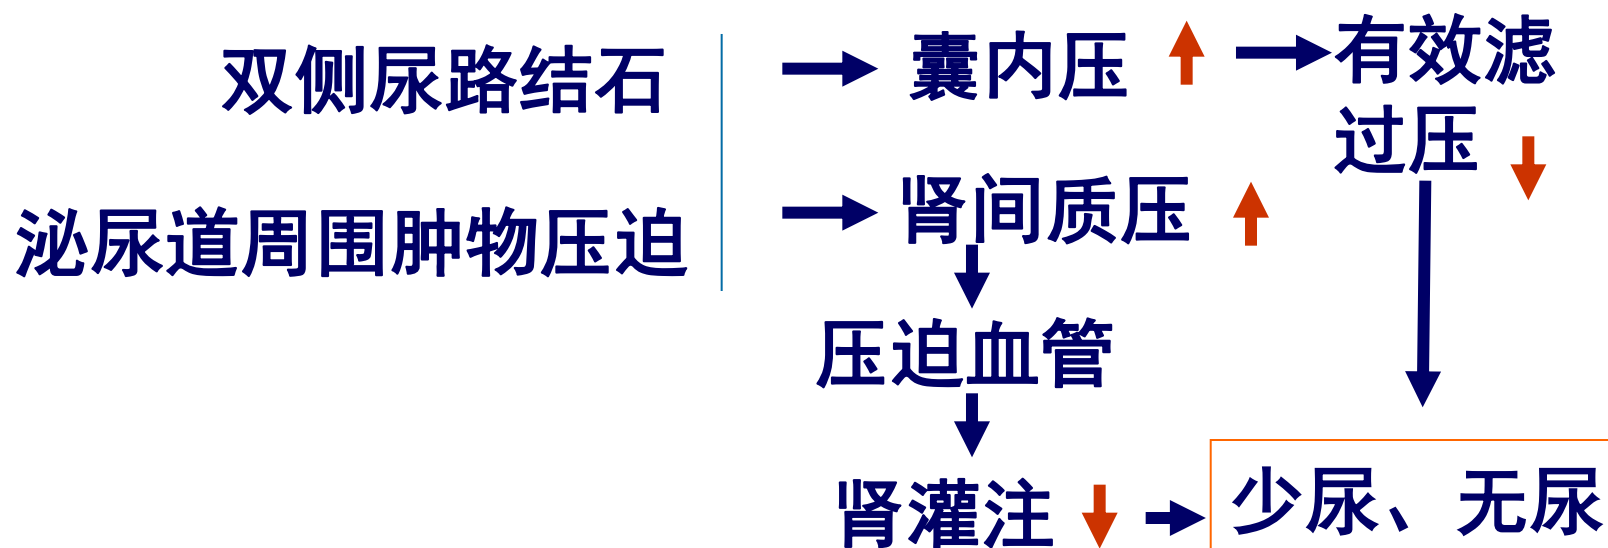 双侧尿路结石
泌尿道周围肿物压迫
囊内压
有效滤
过压
肾间质压
压迫血管
肾灌注
少尿、无尿